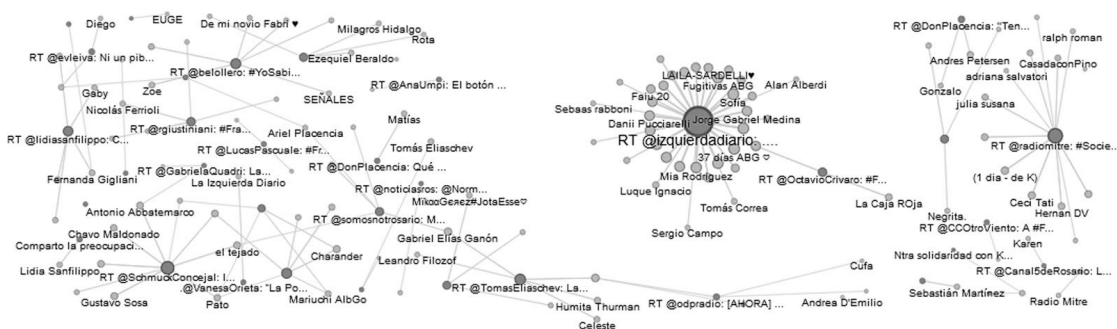 Diego
EUGE
De mi novio Fabri ♥
Milagros Hidalgo
Rota
RT @evleiva: Ni un pib...
RT @belollero: #YoSabi...
Ezequiel Beraldo
Gaby
Zoe
SEÑALES
RT @AnaUmpi: El botón ...
Nicolás Ferrioli
Matías
RT @lidiasanfilippo: C...
RT @rgiustiniani: #Fra...
Ariel Placencia
RT @LucasPasquale: #Fr...
Tomás Eliaschev
RT @DonPlacencia: Qué ...
Fernanda Gigliani
RT @GabrielaQuadri: La...
La Izquierda Diario
RT @noticiasros: @Norm...
Antonio Abbatemarco
RT @somosnotrosario: M...
Chavo Maldonado
Gabriel Elías Ganón
Comparto la preocupaci...
el tejado
Charander
Leandro Filozof
Lidia Sanfilippo
RT @SchmuckConcejal: I...
.@VanesaOrieta: "La Po...
RT @TomasEliaschev: La...
Gustavo Sosa
Pato
Mariuchi AlbGo
Humita Thurman
Celeste
RT @odpradio: [AHORA] ...
Cufa
Andrea D'Emilio
LAILA-SARDELLI♥
Fugitivas ABG
Alan Alberdi
Faiu 20
Sofía
Sebaas rabboni
Danii Pucciarelli
Jorge Gabriel Medina
RT @izquierdadiario: ....
37 días ABG ♡
Mia Rodríguez
RT @OctavioCrivaro: #F...
Luque Ignacio
Tomás Correa
La Caja ROja
Sergio Campo
RT @DonPlacencia: "Ten...
ralph roman
Andres Petersen
CasadaconPino
adriana salvatori
Gonzalo
julia susana
RT @radiomitre: #Socie...
(1 dia - de K)
Ceci Tati
Negrita.
Hernan DV
RT @CCOtroViento: A #F...
Karen
Ntra solidaridad con K...
RT @Canal5deRosario: L...
Sebastián Martínez
Radio Mitre